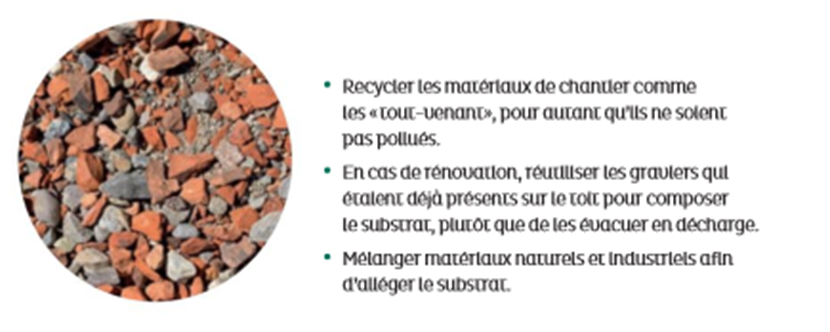 • Recycler les matériaux de chantier comme
les «tout-venant», pour autant qu'ils ne soient
pas pollués.
• En cas de rénovation, réutiliser les graviers qui
étaient déjà présents sur le toit pour composer
le substrat, plutôt que de les évacuer en décharge.
• Mélanger matériaux naturels et industriels afin
d'alléger le substrat.